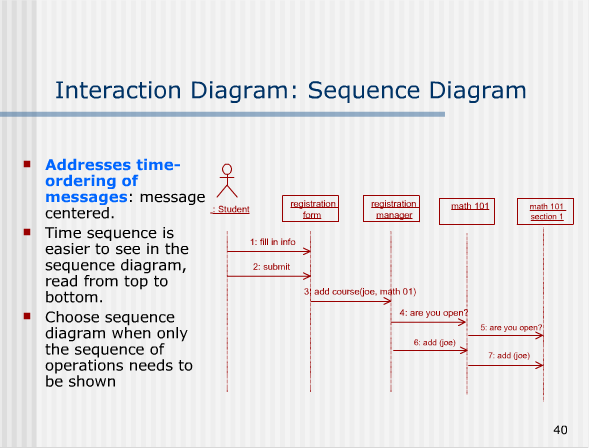 Interaction Diagram: Sequence Diagram
Addresses time-
ordering of
messages: message
centered.
Time sequence is
easier to see in the
sequence diagram,
read from top to
bottom.
Choose sequence
diagram when only
the sequence of
operations needs to
be shown
: Student
registration
form
registration
manager
math 101
math 101
section 1
1: fill in info
2: submit
3: add course(joe, math 01)
4: are you open?
5: are you open?
6: add (joe)
7: add (joe)
40